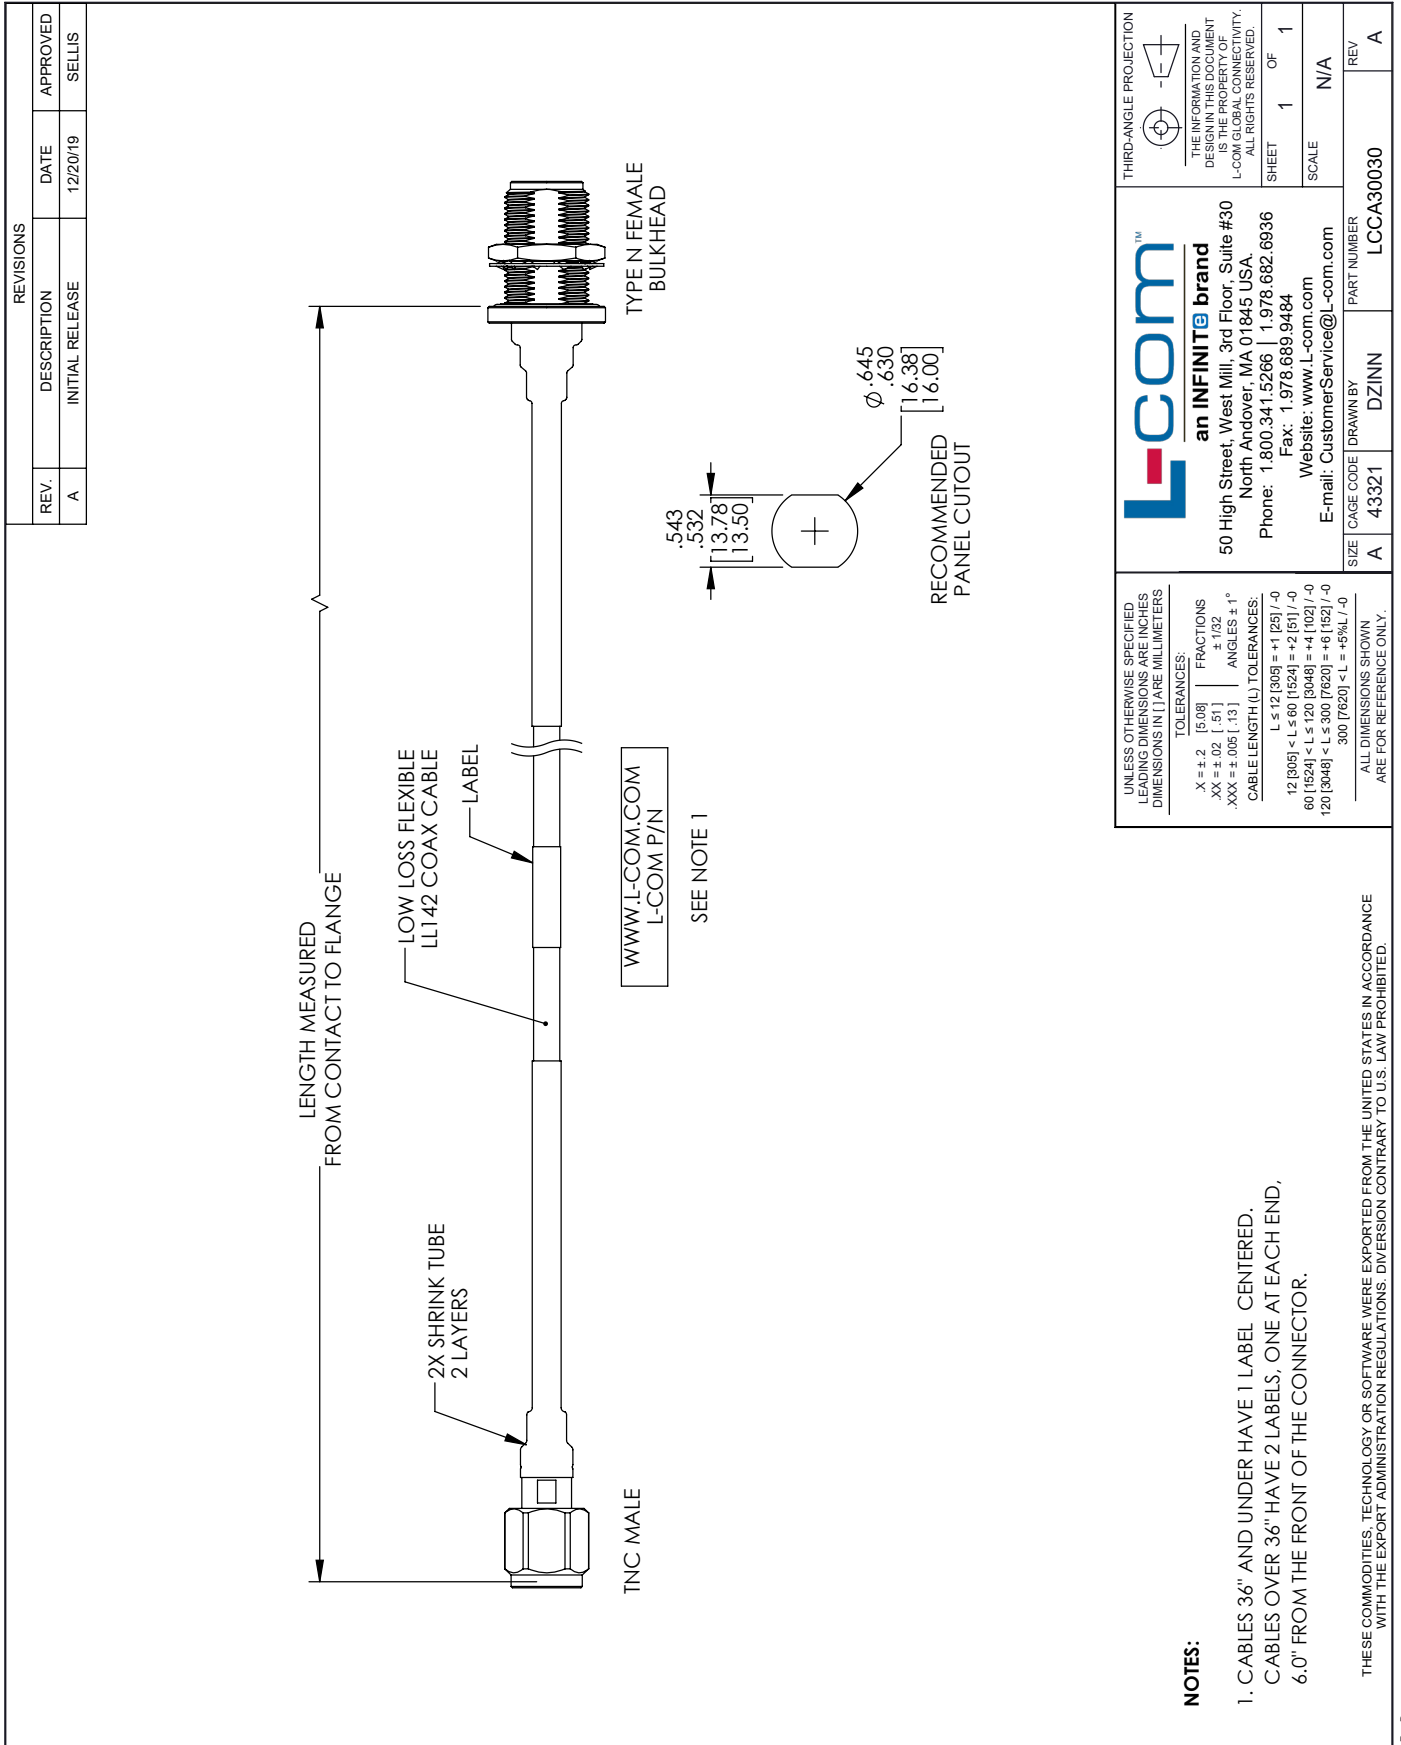 REVISIONS
REV. DESCRIPTION DATE APPROVED
A INITIAL RELEASE 12/20/19 SELLIS
LENGTH MEASURED
FROM CONTACT TO FLANGE
2X SHRINK TUBE
2 LAYERS
LOW LOSS FLEXIBLE
LL142 COAX CABLE
LABEL
TNC MALE
TYPE N FEMALE
BULKHEAD
WWW.L-COM.COM
L-COM P/N
SEE NOTE 1
.543
.532
[13.78]
[13.50]
Ø .645
.630
[16.38]
[16.00]
RECOMMENDED
PANEL CUTOUT
NOTES:
1. CABLES 36" AND UNDER HAVE 1 LABEL CENTERED.
CABLES OVER 36" HAVE 2 LABELS, ONE AT EACH END,
6.0" FROM THE FRONT OF THE CONNECTOR.
THESE COMMODITIES, TECHNOLOGY OR SOFTWARE WERE EXPORTED FROM THE UNITED STATES IN ACCORDANCE
WITH THE EXPORT ADMINISTRATION REGULATIONS. DIVERSION CONTRARY TO U.S. LAW PROHIBITED.
UNLESS OTHERWISE SPECIFIED
LEADING DIMENSIONS ARE INCHES
DIMENSIONS IN [ ] ARE MILLIMETERS
TOLERANCES:
.X = ±.2 [5.08] FRACTIONS
.XX = ±.02 [ .51 ] ± 1/32
.XXX = ±.005 [ .13 ] ANGLES ± 1°
CABLE LENGTH (L) TOLERANCES:
L ≤ 12 [305] = +1 [25] / -0
12 [305] < L ≤ 60 [1524] = +2 [51] / -0
60 [1524] < L ≤ 120 [3048] = +4 [102] / -0
120 [3048] < L ≤ 300 [7620] = +6 [152] / -0
300 [7620] < L = +5%L / -0
ALL DIMENSIONS SHOWN
ARE FOR REFERENCE ONLY.
L-com™
an INFINITe brand
50 High Street, West Mill, 3rd Floor, Suite #30
North Andover, MA 01845 USA.
Phone: 1.800.341.5266 | 1.978.682.6936
Fax: 1.978.689.9484
Website: www.L-com.com
E-mail: CustomerService@L-com.com
THIRD-ANGLE PROJECTION
THE INFORMATION AND
DESIGN IN THIS DOCUMENT
IS THE PROPERTY OF
L-COM GLOBAL CONNECTIVITY.
ALL RIGHTS RESERVED.
SHEET 1 OF 1
SCALE N/A
SIZE A
CAGE CODE 43321
DRAWN BY DZINN
PART NUMBER LCCA30030
REV A